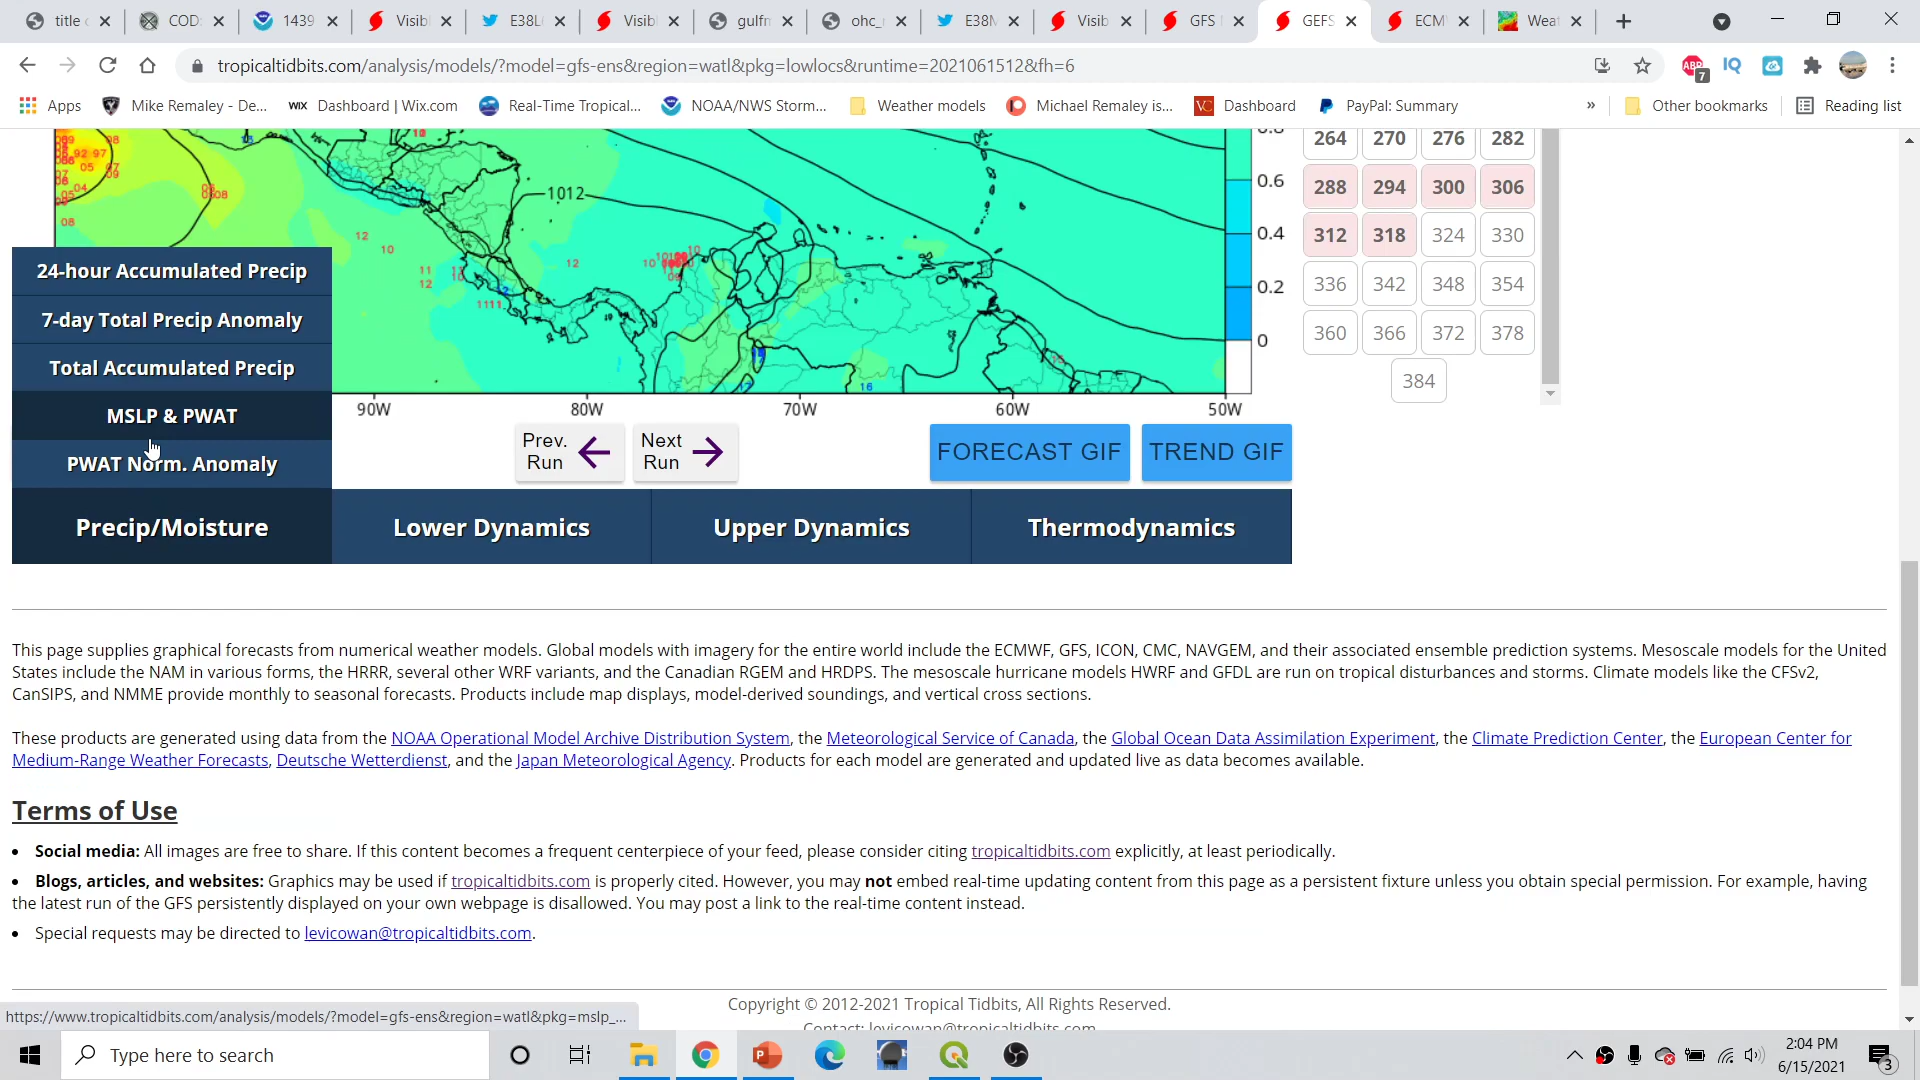 title c
COD:
1439
Visibl
E38L
Visibl
gulfm
ohc_
E38M
Visib
GFS
GEFS
ECM
Weat
tropicaltidbits.com/analysis/models/?model=gfs-ens&region=watl&pkg=lowlocs&runtime=2021061512&fh=6
ABP
7
IQ
Apps
Mike Remaley - De...
WIX Dashboard | Wix.com
Real-Time Tropical...
NOAA/NWS Storm...
Weather models
Michael Remaley is...
VC Dashboard
PayPal: Summary
»
Other bookmarks
Reading list
1012
0.6
0.4
0.2
0
90W 80W 70W 60W 50W
264 270 276 282
288 294 300 306
312 318 324 330
336 342 348 354
360 366 372 378
384
24-hour Accumulated Precip
7-day Total Precip Anomaly
Total Accumulated Precip
MSLP & PWAT
PWAT Norm. Anomaly
Prev. Run
Next Run
FORECAST GIF
TREND GIF
Precip/Moisture
Lower Dynamics
Upper Dynamics
Thermodynamics
This page supplies graphical forecasts from numerical weather models. Global models with imagery for the entire world include the ECMWF, GFS, ICON, CMC, NAVGEM, and their associated ensemble prediction systems. Mesoscale models for the United
States include the NAM in various forms, the HRRR, several other WRF variants, and the Canadian RGEM and HRDPS. The mesoscale hurricane models HWRF and GFDL are run on tropical disturbances and storms. Climate models like the CFSv2,
CanSIPS, and NMME provide monthly to seasonal forecasts. Products include map displays, model-derived soundings, and vertical cross sections.
These products are generated using data from the NOAA Operational Model Archive Distribution System, the Meteorological Service of Canada, the Global Ocean Data Assimilation Experiment, the Climate Prediction Center, the European Center for
Medium-Range Weather Forecasts, Deutsche Wetterdienst, and the Japan Meteorological Agency. Products for each model are generated and updated live as data becomes available.
Terms of Use
• Social media: All images are free to share. If this content becomes a frequent centerpiece of your feed, please consider citing tropicaltidbits.com explicitly, at least periodically.
• Blogs, articles, and websites: Graphics may be used if tropicaltidbits.com is properly cited. However, you may not embed real-time updating content from this page as a persistent fixture unless you obtain special permission. For example, having
the latest run of the GFS persistently displayed on your own webpage is disallowed. You may post a link to the real-time content instead.
• Special requests may be directed to levicowan@tropicaltidbits.com.
Copyright © 2012-2021 Tropical Tidbits, All Rights Reserved.
Contact: levicowan@tropicaltidbits.com
https://www.tropicaltidbits.com/analysis/models/?model=gfs-ens&region=watl&pkg=mslp_...
Type here to search
2:04 PM
6/15/2021
3